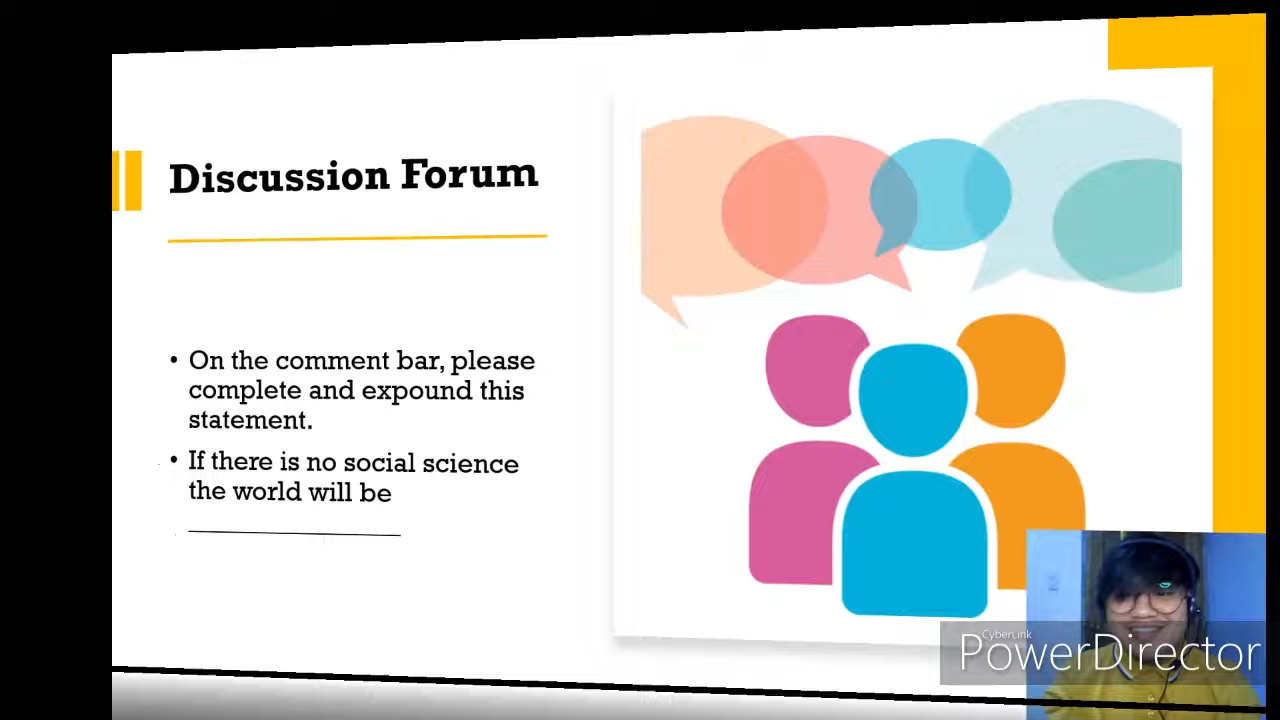 Discussion Forum
• On the comment bar, please
complete and expound this
statement.
• If there is no social science
the world will be
____________________
CyberLink
PowerDirector